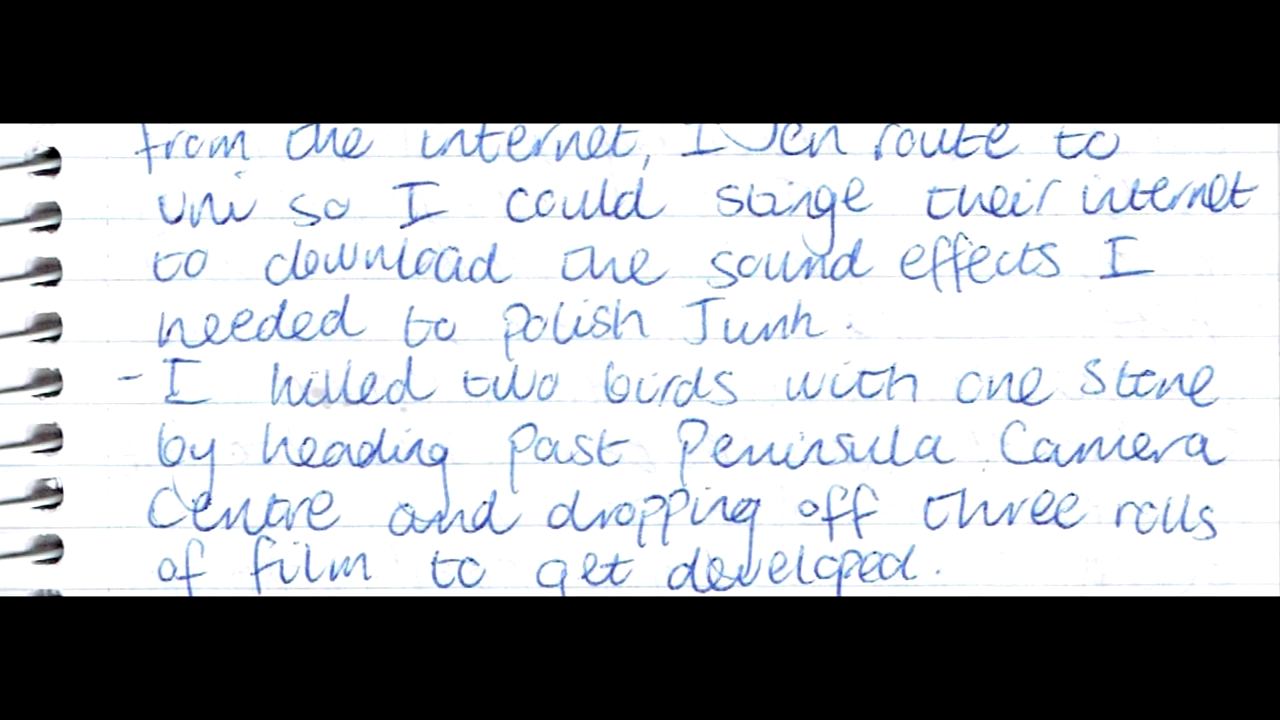 from the internet, I en route to
uni so I could stinge their internet
to download the sound effects I
needed to polish Junk.
- I killed two birds with one stone
by heading past Peninsula Camera
Centre and dropping off three rolls
of film to get developed.